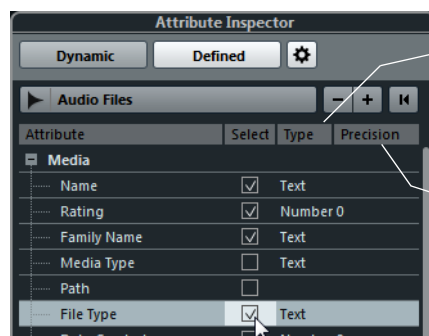 Attribute Inspector
Dynamic Defined
Audio Files − + 
Attribute Select Type Precision
Media
Name Text
Rating Number 0
Family Name Text
Media Type Text
Path
File Type Text